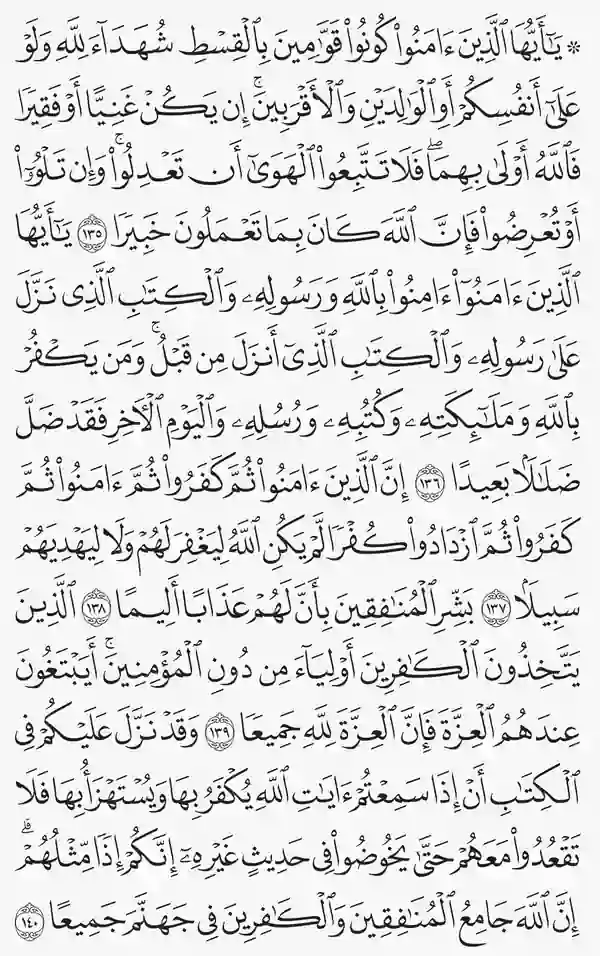 ۞ يَٰٓأَيُّهَا ٱلَّذِينَ ءَامَنُواْ كُونُواْ قَوَّٰمِينَ بِٱلْقِسْطِ شُهَدَآءَ لِلَّهِ وَلَوْ
عَلَىٰٓ أَنفُسِكُمْ أَوِ ٱلْوَٰلِدَيْنِ وَٱلْأَقْرَبِينَۚ إِن يَكُنْ غَنِيًّا أَوْ فَقِيرًا
فَٱللَّهُ أَوْلَىٰ بِهِمَاۖ فَلَا تَتَّبِعُواْ ٱلْهَوَىٰٓ أَن تَعْدِلُواْۚ وَإِن تَلْوُۥٓاْ
أَوْ تُعْرِضُواْ فَإِنَّ ٱللَّهَ كَانَ بِمَا تَعْمَلُونَ خَبِيرًا ١٣٥ يَٰٓأَيُّهَا
ٱلَّذِينَ ءَامَنُوٓاْ ءَامِنُواْ بِٱللَّهِ وَرَسُولِهِۦ وَٱلْكِتَٰبِ ٱلَّذِى نَزَّلَ
عَلَىٰ رَسُولِهِۦ وَٱلْكِتَٰبِ ٱلَّذِىٓ أَنزَلَ مِن قَبْلُۚ وَمَن يَكْفُرْ
بِٱللَّهِ وَمَلَٰٓئِكَتِهِۦ وَكُتُبِهِۦ وَرُسُلِهِۦ وَٱلْيَوْمِ ٱلْأَخِرِ فَقَدْ ضَلَّ
ضَلَٰلًۢا بَعِيدًا ١٣٦ إِنَّ ٱلَّذِينَ ءَامَنُواْ ثُمَّ كَفَرُواْ ثُمَّ ءَامَنُواْ ثُمَّ
كَفَرُواْ ثُمَّ ٱزْدَادُواْ كُفْرًا لَّمْ يَكُنِ ٱللَّهُ لِيَغْفِرَ لَهُمْ وَلَا لِيَهْدِيَهُمْ
سَبِيلًۢا ١٣٧ بَشِّرِ ٱلْمُنَٰفِقِينَ بِأَنَّ لَهُمْ عَذَابًا أَلِيمًا ١٣٨ ٱلَّذِينَ
يَتَّخِذُونَ ٱلْكَٰفِرِينَ أَوْلِيَآءَ مِن دُونِ ٱلْمُؤْمِنِينَۚ أَيَبْتَغُونَ
عِندَهُمُ ٱلْعِزَّةَ فَإِنَّ ٱلْعِزَّةَ لِلَّهِ جَمِيعًا ١٣٩ وَقَدْ نَزَّلَ عَلَيْكُمْ فِى
ٱلْكِتَٰبِ أَنْ إِذَا سَمِعْتُمْ ءَايَٰتِ ٱللَّهِ يُكْفَرُ بِهَا وَيُسْتَهْزَأُ بِهَا فَلَا
تَقْعُدُواْ مَعَهُمْ حَتَّىٰ يَخُوضُواْ فِى حَدِيثٍ غَيْرِهِۦٓ إِنَّكُمْ إِذًا مِّثْلُهُمْۗ
إِنَّ ٱللَّهَ جَامِعُ ٱلْمُنَٰفِقِينَ وَٱلْكَٰفِرِينَ فِى جَهَنَّمَ جَمِيعًا ١٤٠